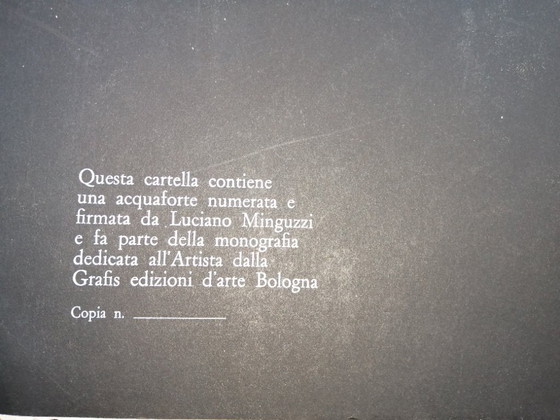 Questa cartella contiene
una acquaforte numerata e
firmata da Luciano Minguzzi
e fa parte della monografia
dedicata all'Artista dalla
Grafis edizioni d'arte Bologna
Copia n. ____________